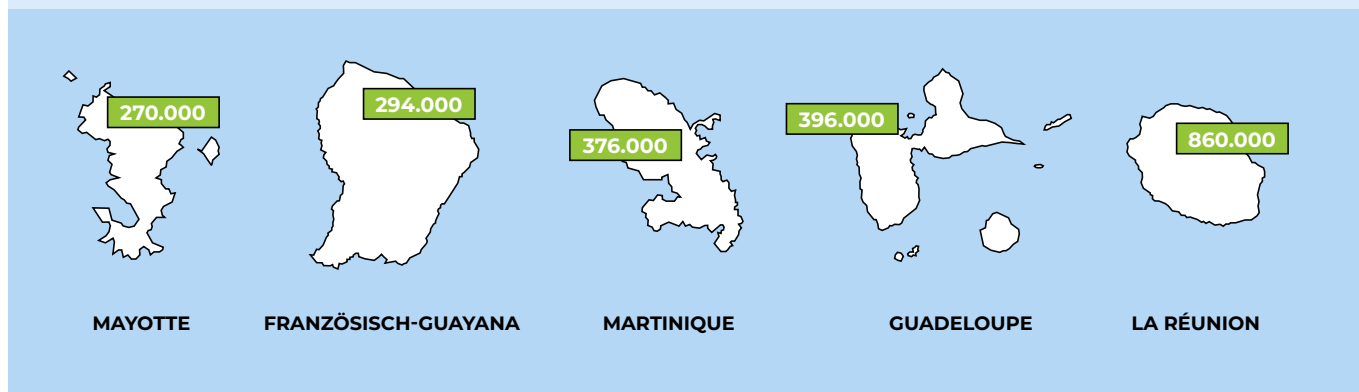 270.000
294.000
376.000
396.000
860.000
MAYOTTE
FRANZÖSISCH-GUAYANA
MARTINIQUE
GUADELOUPE
LA RÉUNION